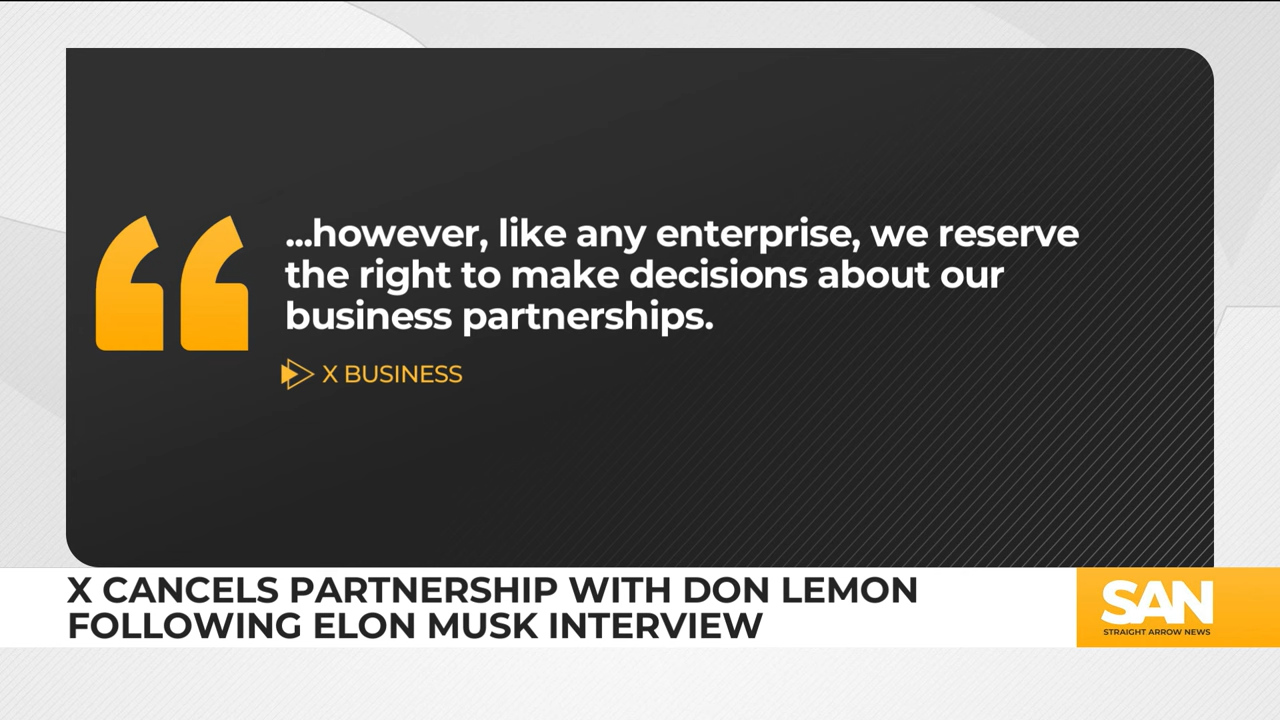 ...however, like any enterprise, we reserve
the right to make decisions about our
business partnerships.
X BUSINESS
X CANCELS PARTNERSHIP WITH DON LEMON
FOLLOWING ELON MUSK INTERVIEW
SAN
STRAIGHT ARROW NEWS